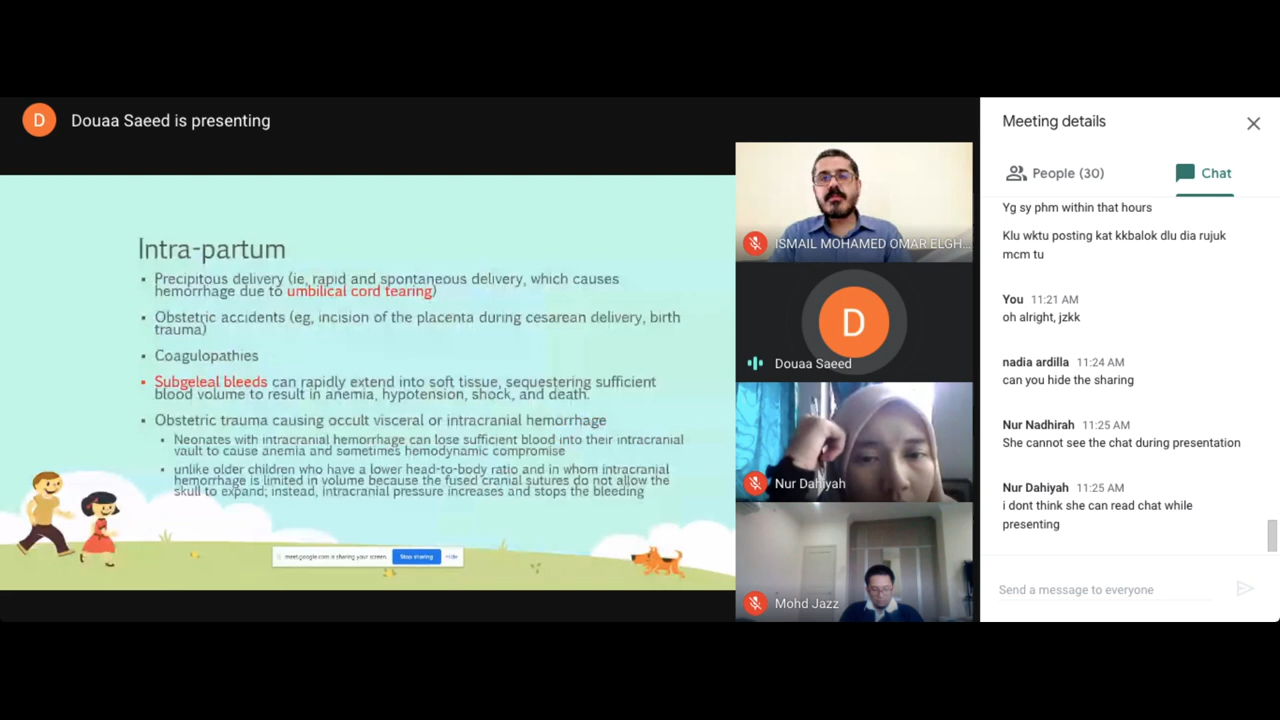 D
Douaa Saeed is presenting
Intra-partum
▪ Precipitous delivery (ie, rapid and spontaneous delivery, which causes
hemorrhage due to umbilical cord tearing)
▪ Obstetric accidents (eg, incision of the placenta during cesarean delivery, birth
trauma)
▪ Coagulopathies
▪ Subgeleal bleeds can rapidly extend into soft tissue, sequestering sufficient
blood volume to result in anemia, hypotension, shock, and death.
▪ Obstetric trauma causing occult visceral or intracranial hemorrhage
▪ Neonates with intracranial hemorrhage can lose sufficient blood into their intracranial
vault to cause anemia and sometimes hemodynamic compromise
▪ unlike older children who have a lower head-to-body ratio and in whom intracranial
hemorrhage is limited in volume because the fused cranial sutures do not allow the
skull to expand; instead, intracranial pressure increases and stops the bleeding
meet.google.com is sharing your screen.
Stop sharing
Hide
ISMAIL MOHAMED OMAR ELGH...
D
Douaa Saeed
Nur Dahiyah
Mohd Jazz
Meeting details
People (30)
Chat
Yg sy phm within that hours
Klu wktu posting kat kkbalok dlu dia rujuk
mcm tu
You 11:21 AM
oh alright, jzkk
nadia ardilla 11:24 AM
can you hide the sharing
Nur Nadhirah 11:25 AM
She cannot see the chat during presentation
Nur Dahiyah 11:25 AM
i dont think she can read chat while
presenting
Send a message to everyone